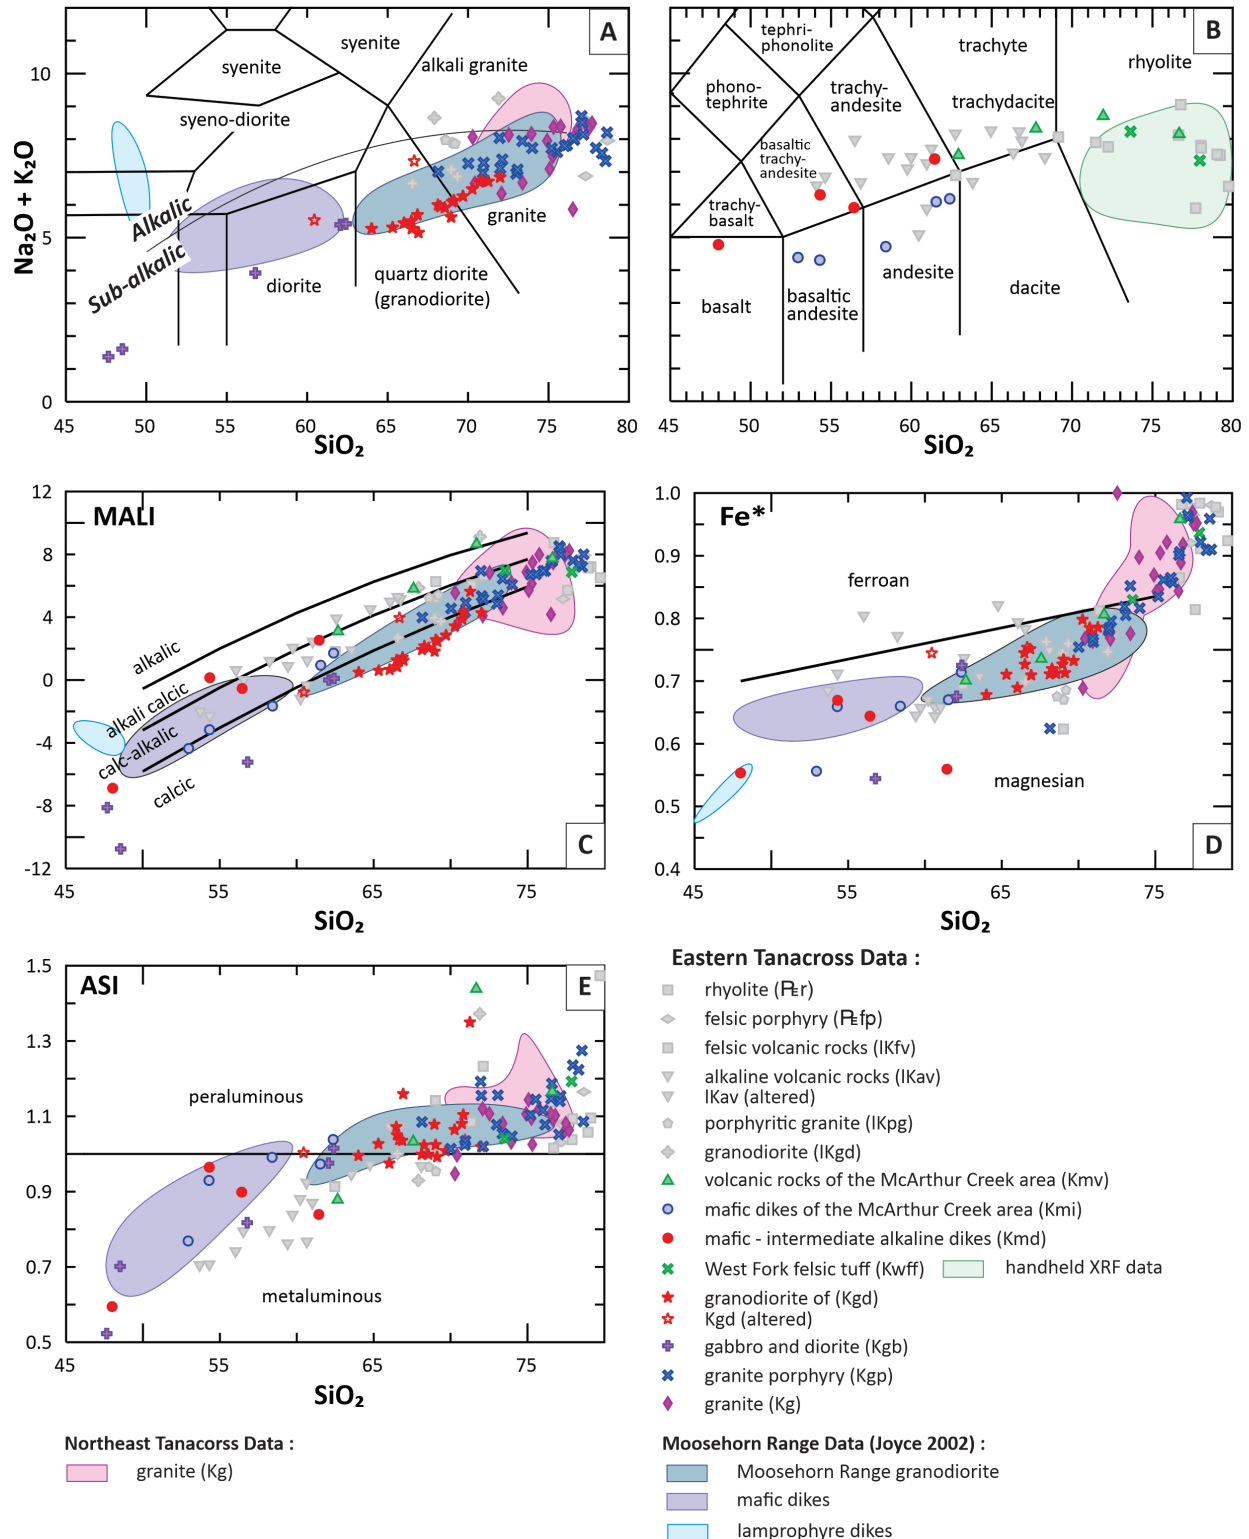 A
syenite
alkali granite
syenite
syeno-diorite
Alkalic
Sub-alkalic
granite
diorite
quartz diorite
(granodiorite)
10
5
0
Na₂O + K₂O
45 50 55 60 65 70 75 80
SiO₂
B
tephri-
phonolite
trachyte
rhyolite
phono-
tephrite
trachy-
andesite
trachydacite
basaltic
trachy-
andesite
trachy-
basalt
andesite
dacite
basalt
basaltic
andesite
45 50 55 60 65 70 75 80
SiO₂
MALI
12
8
4
0
-4
-8
-12
alkalic
alkali calcic
calc-alkalic
calcic
C
45 55 65 75
SiO₂
Fe*
1.0
0.9
0.8
0.7
0.6
0.5
0.4
ferroan
magnesian
D
45 55 65 75
SiO₂
ASI
E
1.5
1.3
1.1
0.9
0.7
0.5
peraluminous
metaluminous
45 55 65 75
SiO₂
Eastern Tanacross Data :
felsic volcanic rocks (lKfv)
alkaline volcanic rocks (lKav)
lKav (altered)
porphyritic granite (lKpg)
granodiorite (lKgd)
volcanic rocks of the McArthur Creek area (Kmv)
mafic dikes of the McArthur Creek area (Kmi)
mafic - intermediate alkaline dikes (Kmd)
West Fork felsic tuff (Kwff) handheld XRF data
granodiorite of (Kgd)
Kgd (altered)
gabbro and diorite (Kgb)
granite porphyry (Kgp)
granite (Kg)
rhyolite
felsic porphyry
Northeast Tanacorss Data :
granite (Kg)
Moosehorn Range Data (Joyce 2002) :
Moosehorn Range granodiorite
mafic dikes
lamprophyre dikes